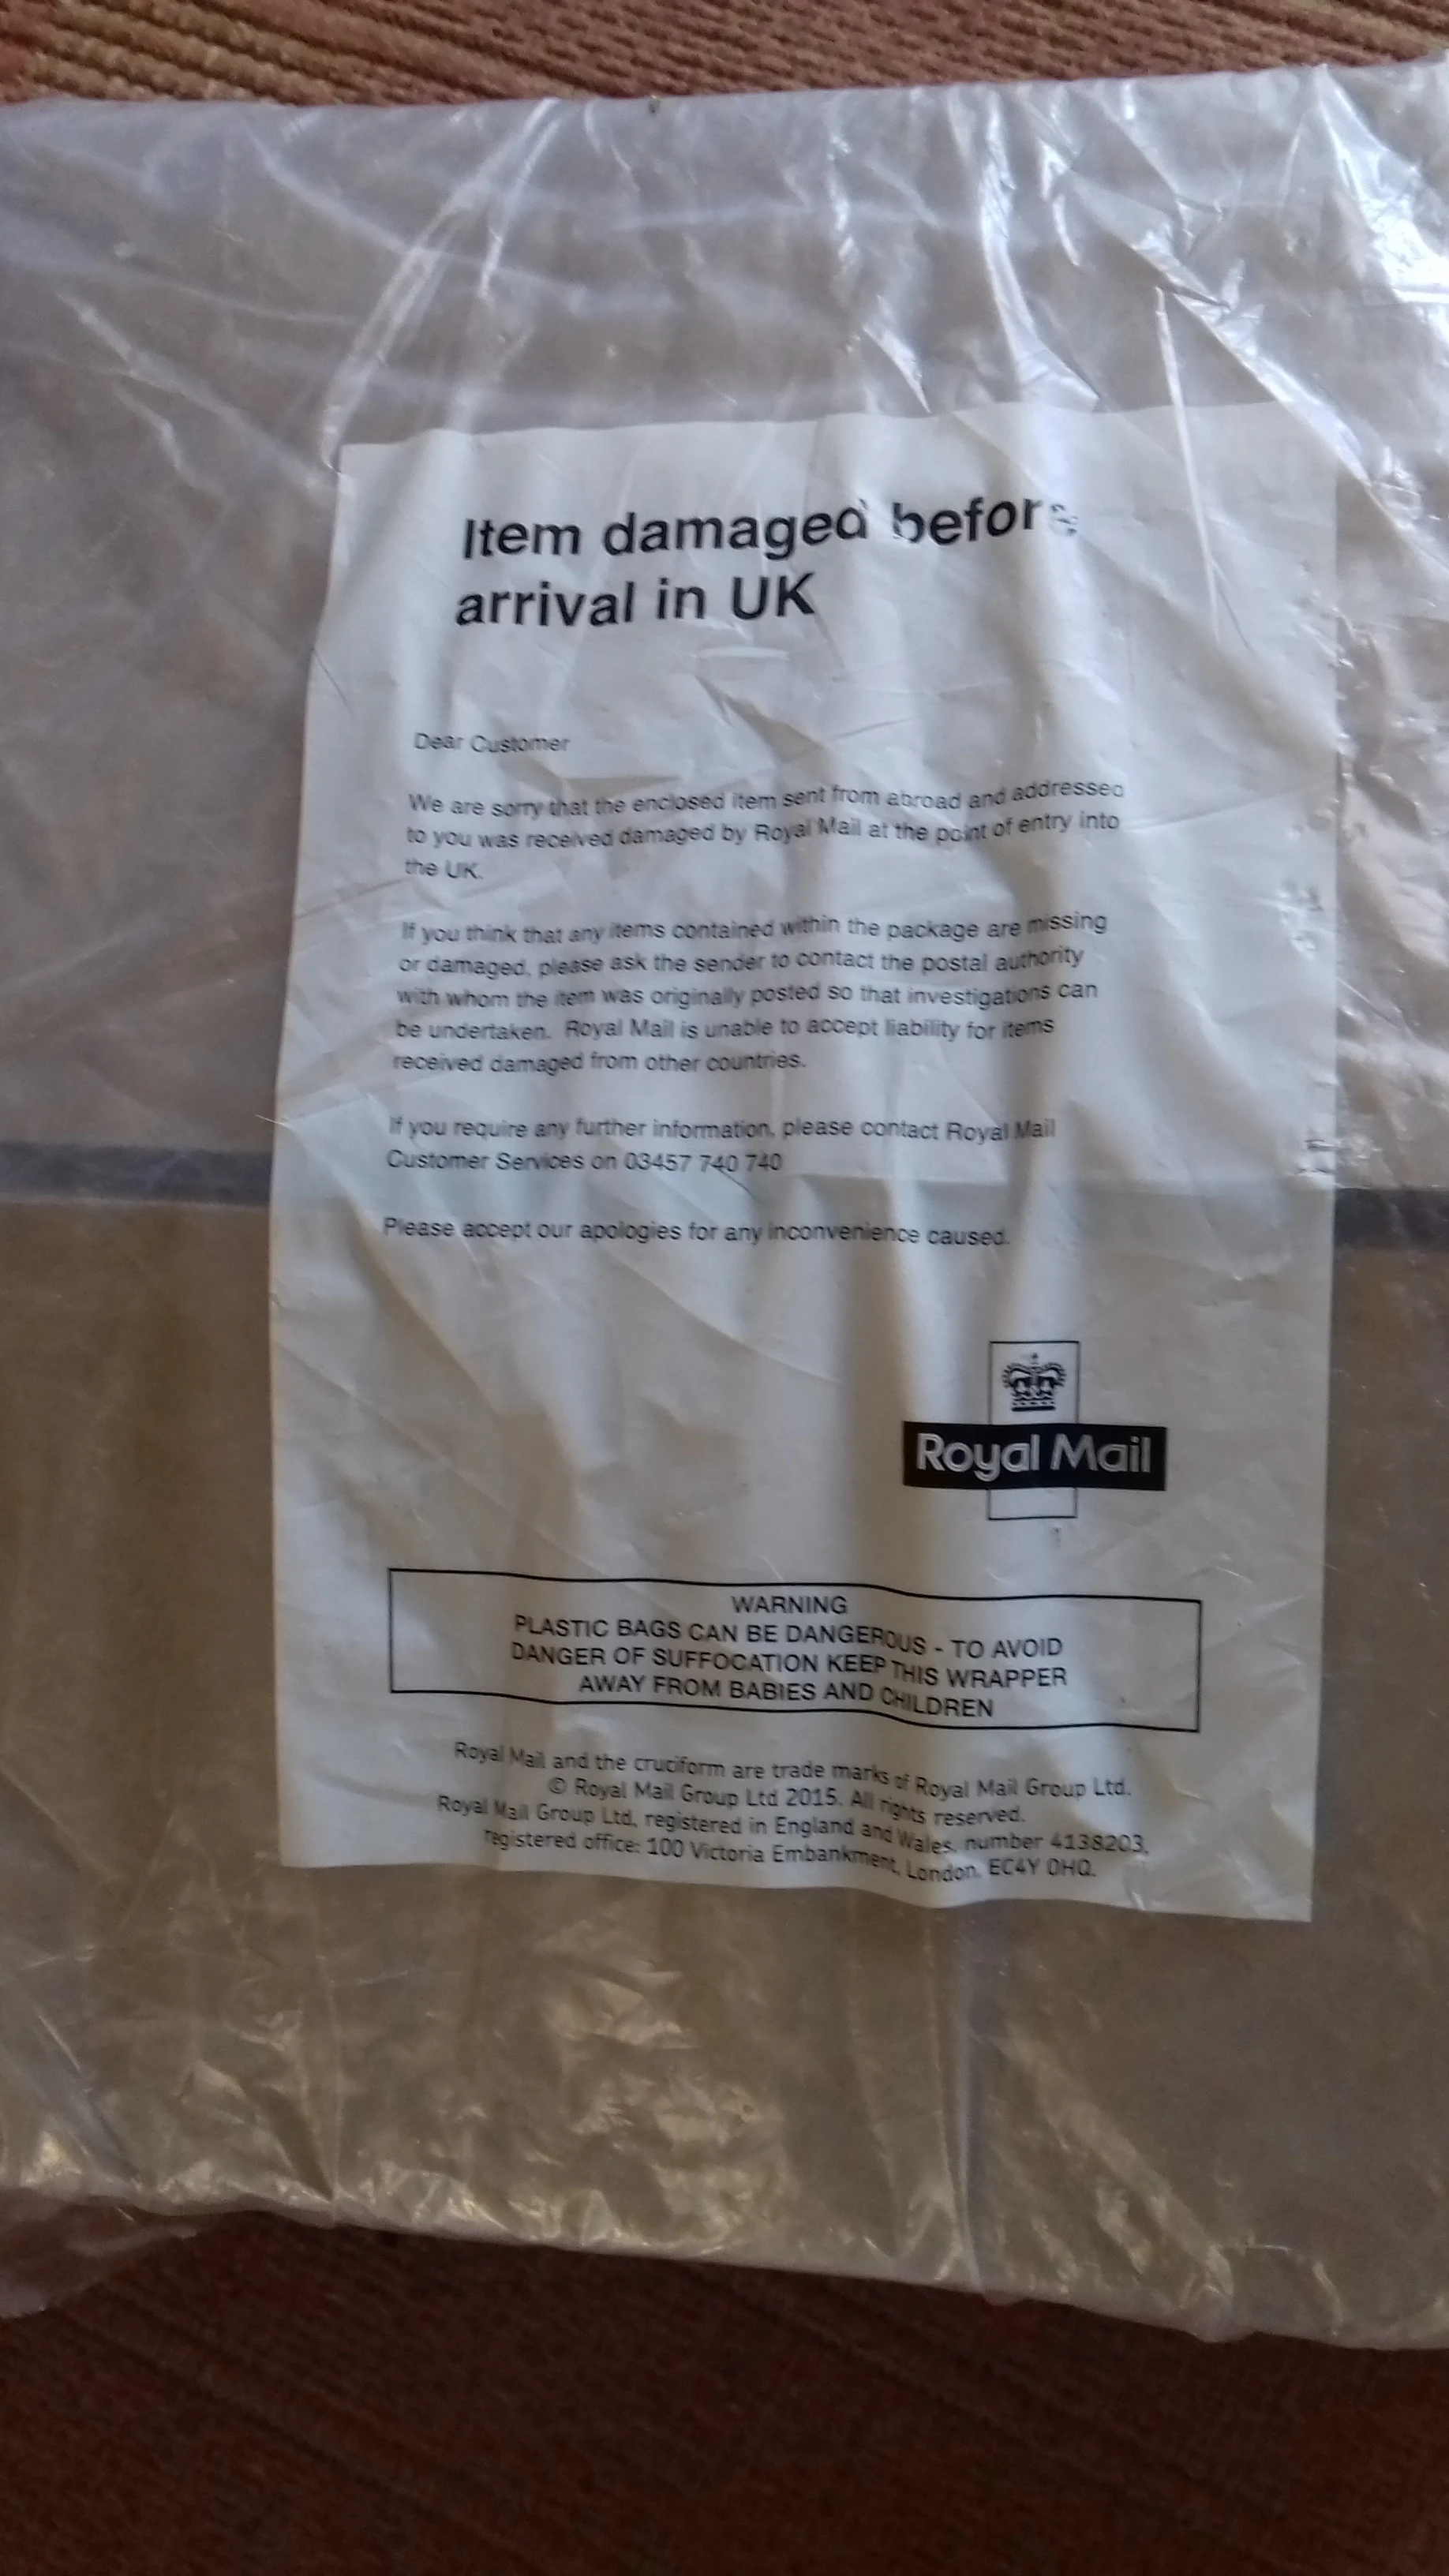 Item damaged before
arrival in UK
Dear Customer
We are sorry that the enclosed item sent from abroad and addressed
to you was received damaged by Royal Mail at the point of entry into
the UK.
If you think that any items contained within the package are missing
or damaged, please ask the sender to contact the postal authority
with whom the item was originally posted so that investigations can
be undertaken. Royal Mail is unable to accept liability for items
received damaged from other countries.
If you require any further information, please contact Royal Mail
Customer Services on 03457 740 740
Please accept our apologies for any inconvenience caused.
Royal Mail
WARNING
PLASTIC BAGS CAN BE DANGEROUS - TO AVOID
DANGER OF SUFFOCATION KEEP THIS WRAPPER
AWAY FROM BABIES AND CHILDREN
Royal Mail and the cruciform are trade marks of Royal Mail Group Ltd.
© Royal Mail Group Ltd 2015. All rights reserved.
Royal Mail Group Ltd, registered in England and Wales, number 4138203,
registered office: 100 Victoria Embankment, London, EC4Y 0HQ.